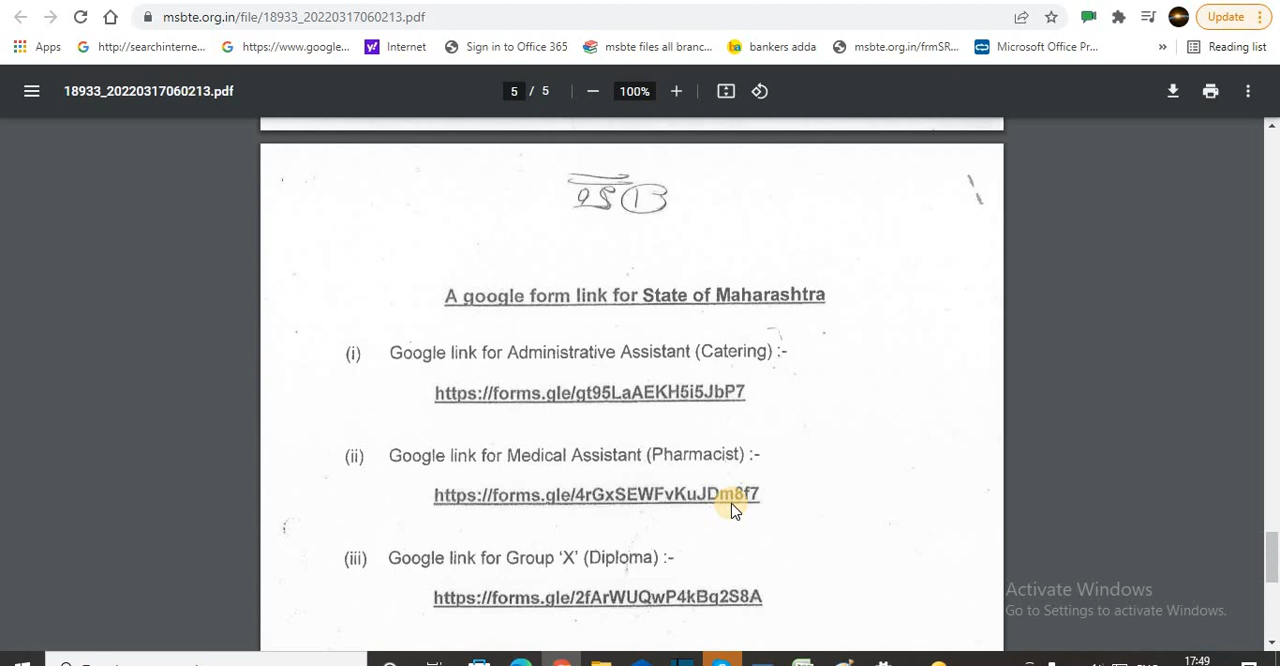 msbte.org.in/file/18933_20220317060213.pdf
Update
Apps
http://searchinterne...
https://www.google...
Internet
Sign in to Office 365
msbte files all branc...
bankers adda
msbte.org.in/frmSR...
Microsoft Office Pr...
»
Reading list
18933_20220317060213.pdf
5 / 5
100%
A google form link for State of Maharashtra
(i) Google link for Administrative Assistant (Catering) :-
https://forms.gle/gt95LaAEKH5i5JbP7
(ii) Google link for Medical Assistant (Pharmacist) :-
https://forms.gle/4rGxSEWFvKuJDm8f7
(iii) Google link for Group 'X' (Diploma) :-
https://forms.gle/2fArWUQwP4kBq2S8A
Activate Windows
Go to Settings to activate Windows.
17:49